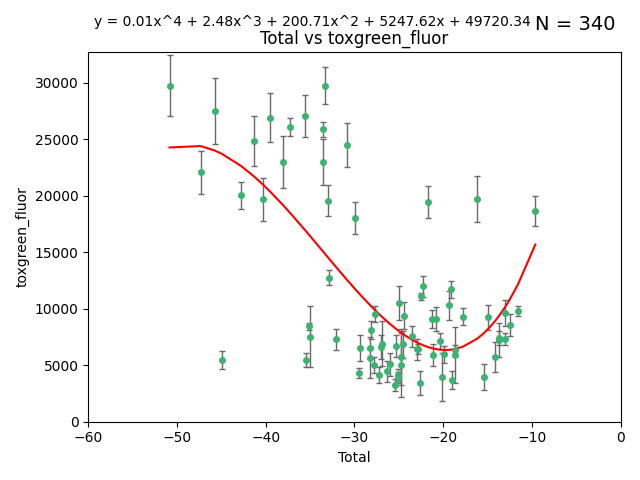 y = 0.01x^4 + 2.48x^3 + 200.71x^2 + 5247.62x + 49720.34 N = 340
Total vs toxgreen_fluor
30000
25000
20000
15000
10000
5000
0
toxgreen_fluor
−60 −50 −40 −30 −20 −10 0
Total